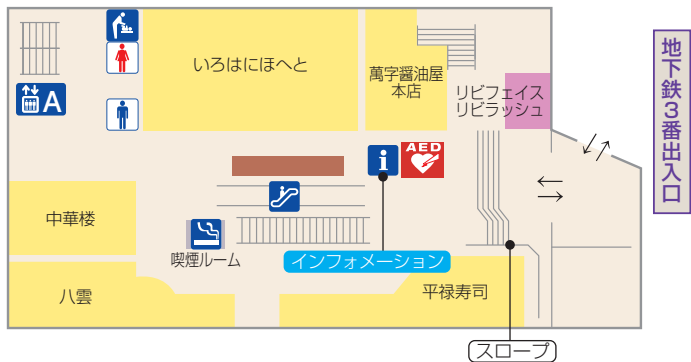 いろはにほへと
萬字醤油屋
本店
リビフェイス
リビラッシュ
地下鉄3番出入口
A
i
AED
中華楼
喫煙ルーム
インフォメーション
八雲
平禄寿司
スロープ